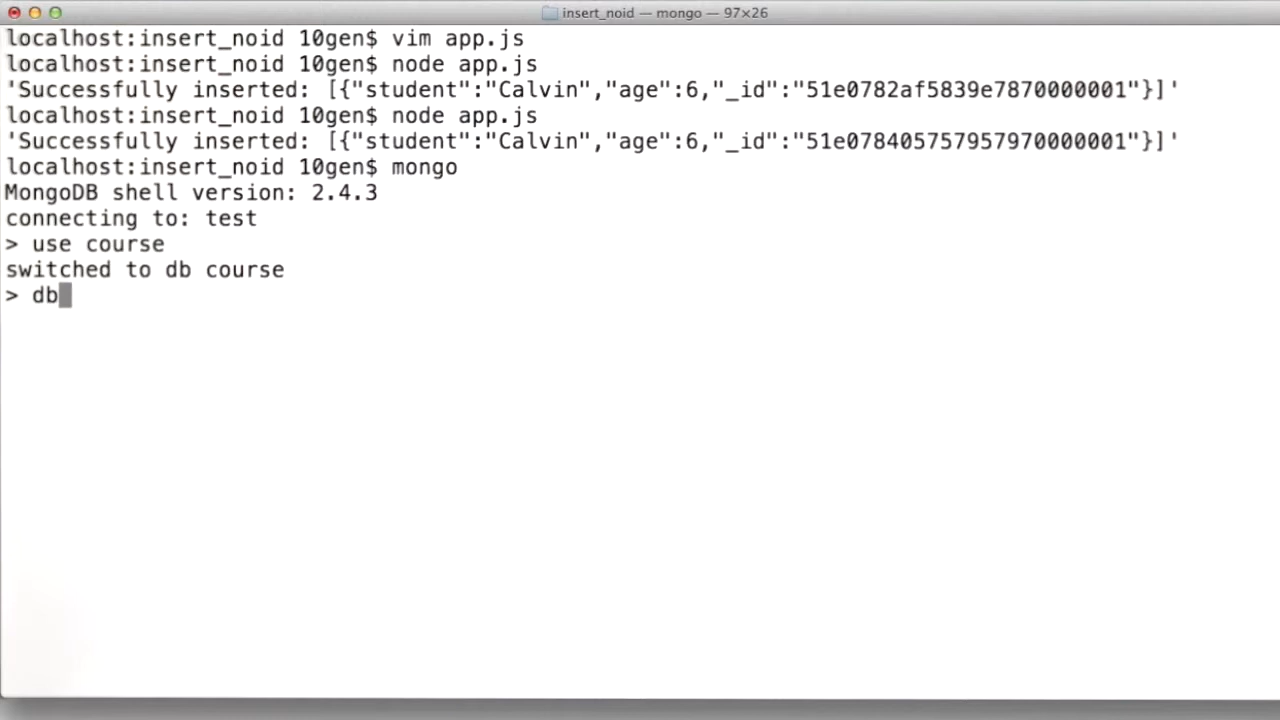 insert_noid — mongo — 97×26
localhost:insert_noid 10gen$ vim app.js
localhost:insert_noid 10gen$ node app.js
'Successfully inserted: [{"student":"Calvin","age":6,"_id":"51e0782af5839e7870000001"}]'
localhost:insert_noid 10gen$ node app.js
'Successfully inserted: [{"student":"Calvin","age":6,"_id":"51e078405757957970000001"}]'
localhost:insert_noid 10gen$ mongo
MongoDB shell version: 2.4.3
connecting to: test
> use course
switched to db course
> db